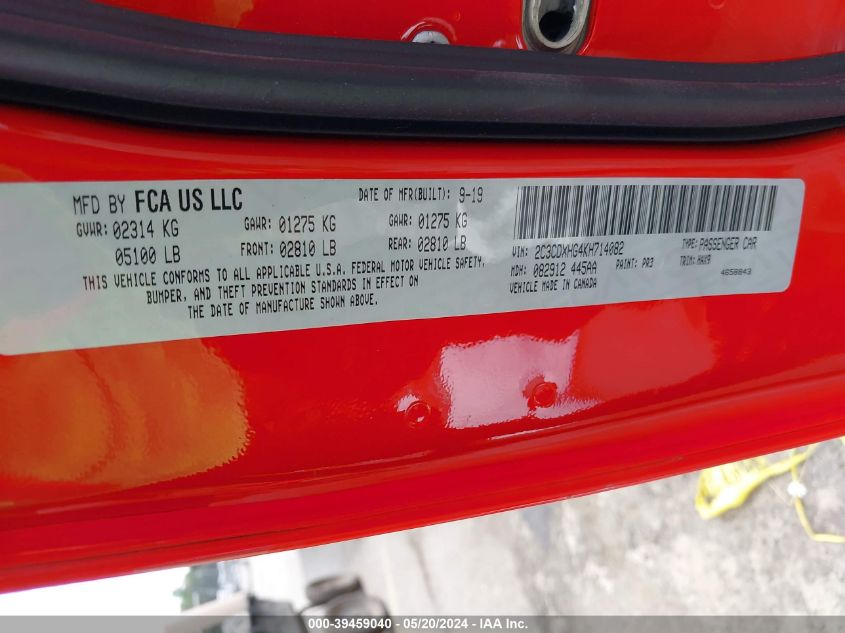 MFD BY FCA US LLC
DATE OF MFR(BUILT): 9-19
GVWR: 02314 KG
GAWR: 01275 KG
GAWR: 01275 KG
05100 LB
FRONT: 02810 LB
REAR: 02810 LB
THIS VEHICLE CONFORMS TO ALL APPLICABLE U.S.A. FEDERAL MOTOR VEHICLE SAFETY,
BUMPER, AND THEFT PREVENTION STANDARDS IN EFFECT ON
THE DATE OF MANUFACTURE SHOWN ABOVE.
VIN: 2C3CDXHG4KH714082
TYPE: PASSENGER CAR
MDH: 082912 445AA
PAINT: PR3
TRIM: HAX9
VEHICLE MADE IN CANADA
4658843
000-39459040 / 05/20/2024 / IAA Inc.